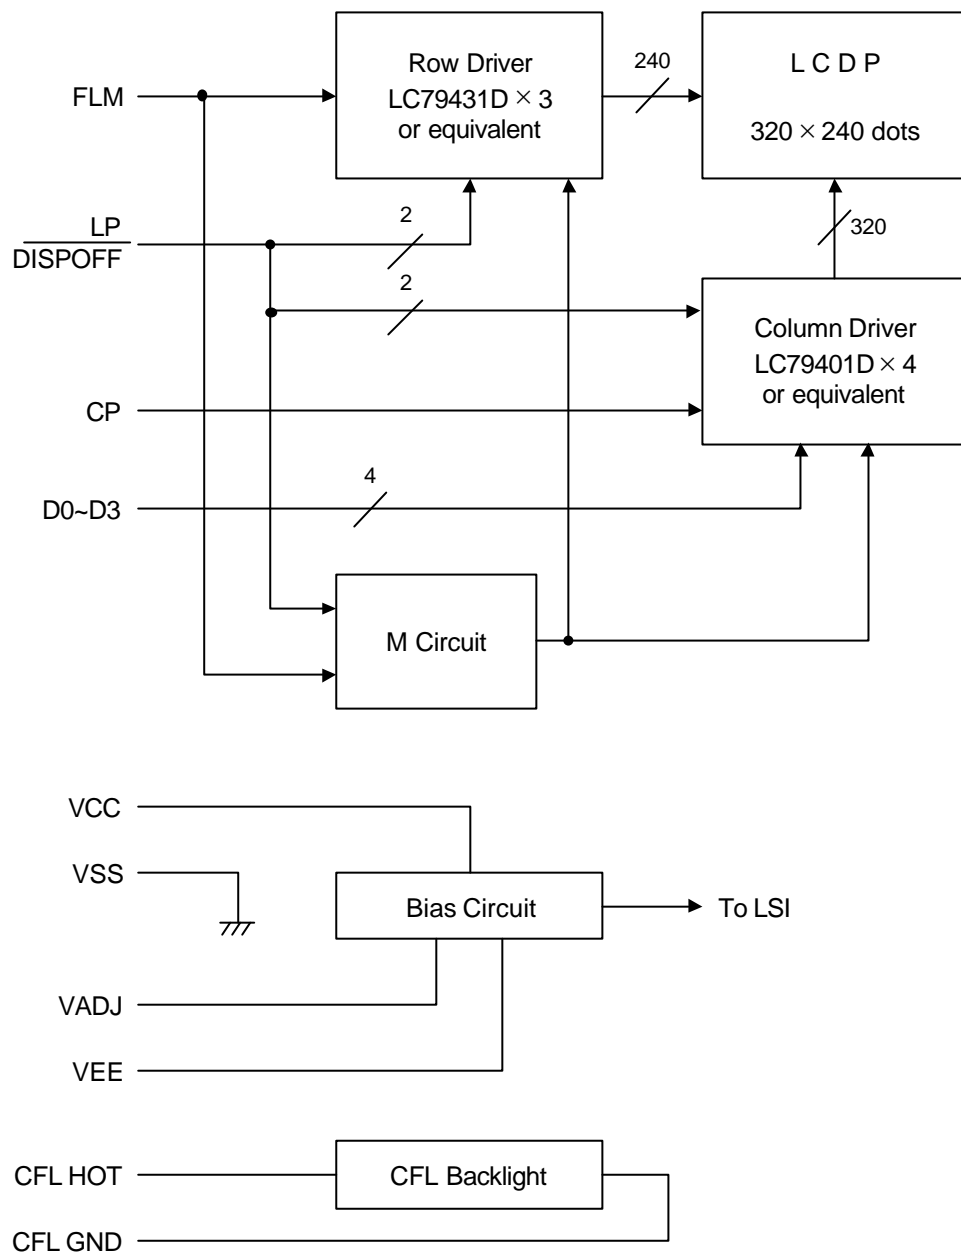 FLM
Row Driver
LC79431D × 3
or equivalent
240
L C D P
320 × 240 dots
LP
DISPOFF
2
2
320
Column Driver
LC79401D × 4
or equivalent
CP
D0~D3
4
M Circuit
VCC
VSS
Bias Circuit
To LSI
VADJ
VEE
CFL HOT
CFL Backlight
CFL GND